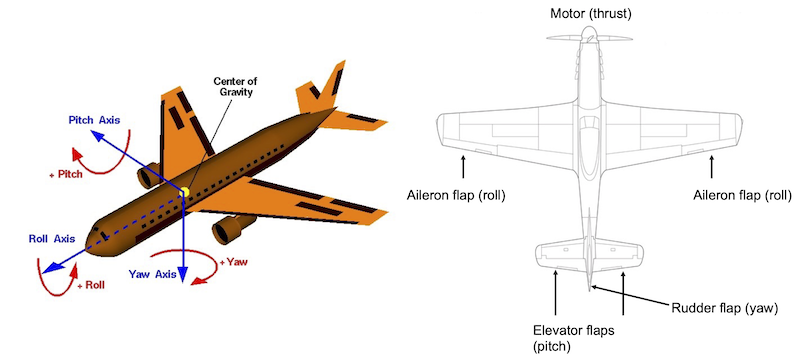 Center of
Gravity
Pitch Axis
+ Pitch
Roll Axis
+ Roll
Yaw Axis
+ Yaw
Motor (thrust)
Aileron flap (roll)
Aileron flap (roll)
Rudder flap (yaw)
Elevator flaps
(pitch)